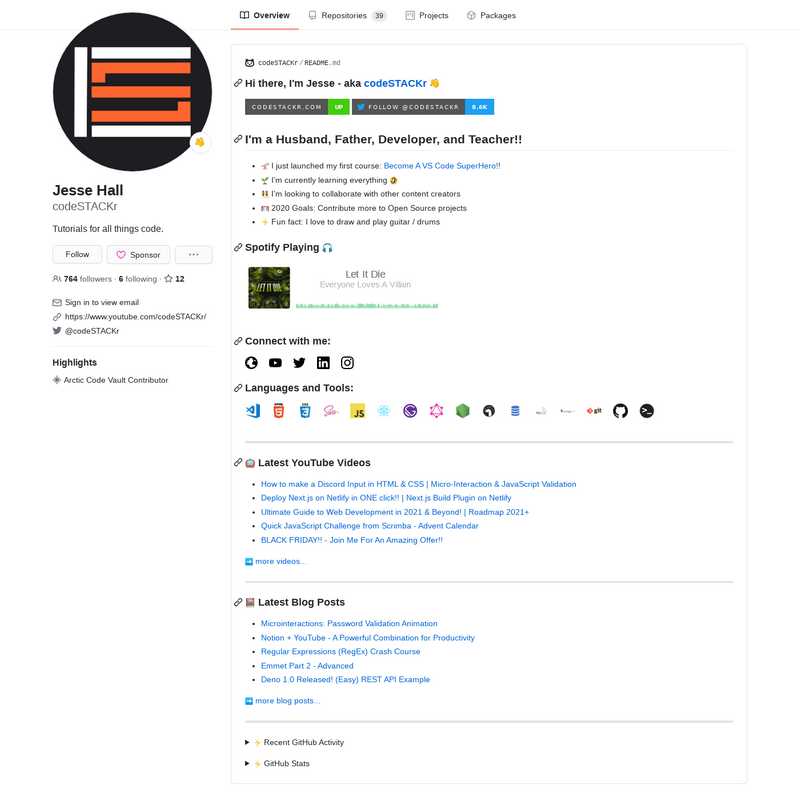 Overview
Repositories 39
Projects
Packages
Jesse Hall
codeSTACKr
Tutorials for all things code.
Follow
Sponsor
764 followers · 6 following · 12
Sign in to view email
https://www.youtube.com/codeSTACKr/
@codeSTACKr
Highlights
Arctic Code Vault Contributor
codeSTACKr / README.md
Hi there, I'm Jesse - aka codeSTACKr
CODESTACKR.COM UP
FOLLOW @CODESTACKR 8.6K
I'm a Husband, Father, Developer, and Teacher!!
I just launched my first course: Become A VS Code SuperHero!!
I'm currently learning everything
I'm looking to collaborate with other content creators
2020 Goals: Contribute more to Open Source projects
Fun fact: I love to draw and play guitar / drums
Spotify Playing
LET IT DIE
Let It Die
Everyone Loves A Villain
Connect with me:
Languages and Tools:
JS
git
Latest YouTube Videos
How to make a Discord Input in HTML & CSS | Micro-Interaction & JavaScript Validation
Deploy Next.js on Netlify in ONE click!! | Next.js Build Plugin on Netlify
Ultimate Guide to Web Development in 2021 & Beyond! | Roadmap 2021+
Quick JavaScript Challenge from Scrimba - Advent Calendar
BLACK FRIDAY!! - Join Me For An Amazing Offer!!
more videos...
Latest Blog Posts
Microinteractions: Password Validation Animation
Notion + YouTube - A Powerful Combination for Productivity
Regular Expressions (RegEx) Crash Course
Emmet Part 2 - Advanced
Deno 1.0 Released! (Easy) REST API Example
more blog posts...
Recent GitHub Activity
GitHub Stats